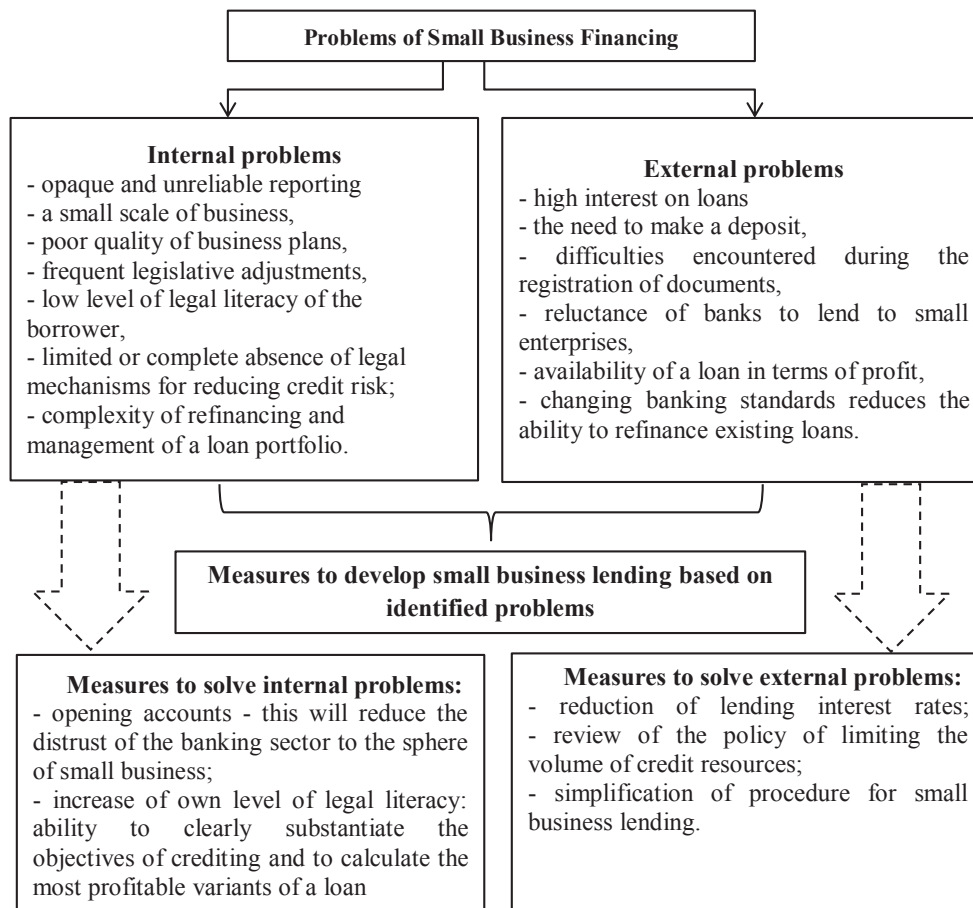 Problems of Small Business Financing
Internal problems
- opaque and unreliable reporting
- a small scale of business,
- poor quality of business plans,
- frequent legislative adjustments,
- low level of legal literacy of the
borrower,
- limited or complete absence of legal
mechanisms for reducing credit risk;
- complexity of refinancing and
management of a loan portfolio.
External problems
- high interest on loans
- the need to make a deposit,
- difficulties encountered during the
registration of documents,
- reluctance of banks to lend to small
enterprises,
- availability of a loan in terms of profit,
- changing banking standards reduces the
ability to refinance existing loans.
Measures to develop small business lending based on
identified problems
Measures to solve internal problems:
- opening accounts - this will reduce the
distrust of the banking sector to the sphere
of small business;
- increase of own level of legal literacy:
ability to clearly substantiate the
objectives of crediting and to calculate the
most profitable variants of a loan
Measures to solve external problems:
- reduction of lending interest rates;
- review of the policy of limiting the
volume of credit resources;
- simplification of procedure for small
business lending.